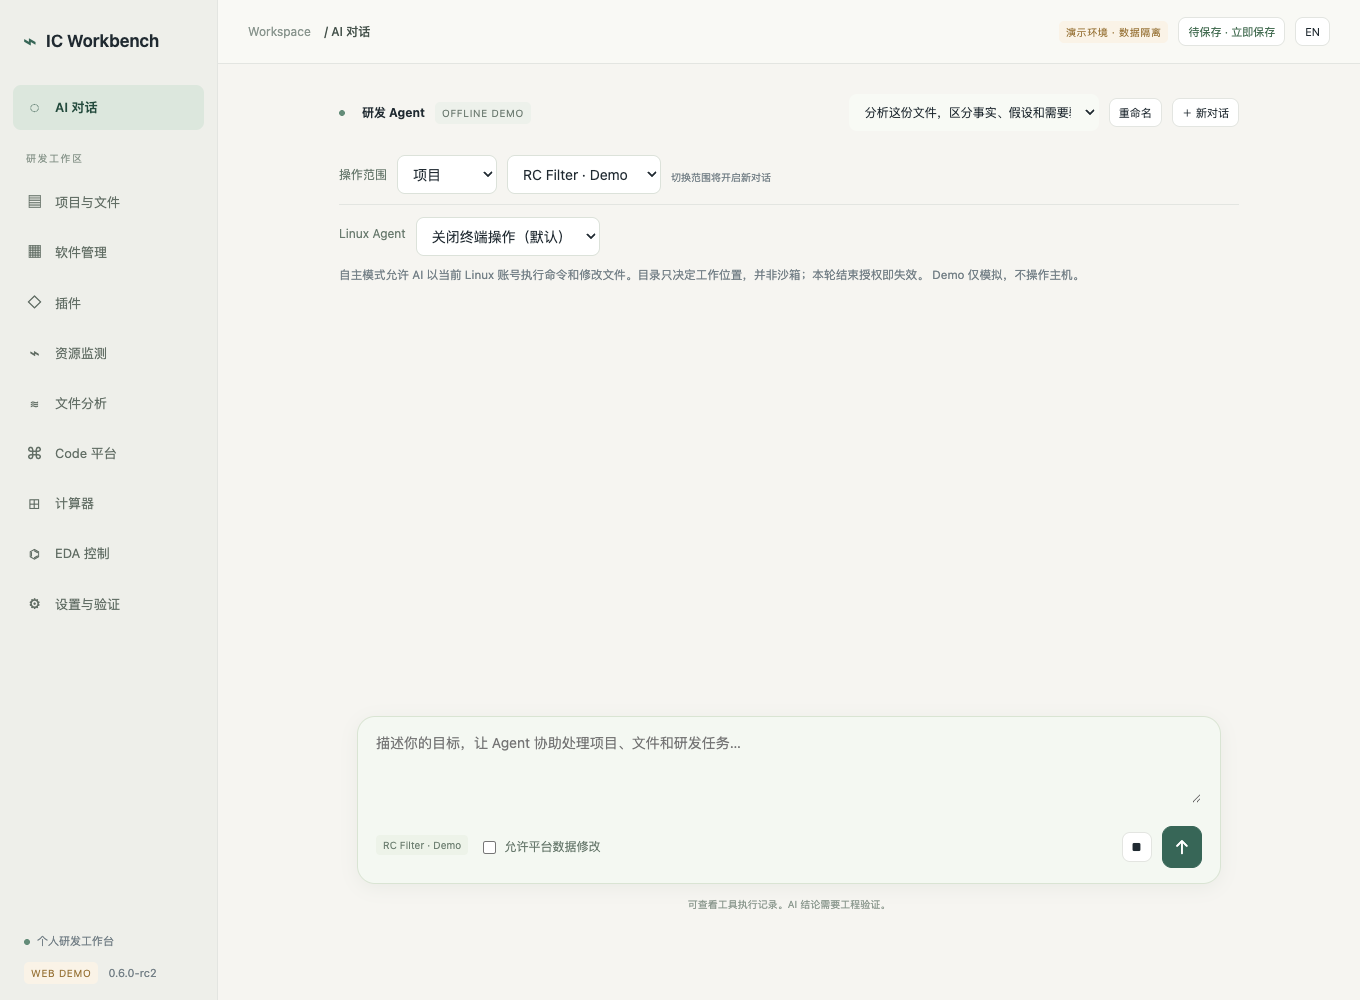 IC Workbench
AI 对话
研发工作区
项目与文件
软件管理
插件
资源监测
文件分析
Code 平台
计算器
EDA 控制
设置与验证
个人研发工作台
WEB DEMO 0.6.0-rc2
Workspace / AI 对话
演示环境 · 数据隔离
待保存 · 立即保存
EN
研发 Agent OFFLINE DEMO
分析这份文件，区分事实、假设和需要
重命名
+ 新对话
操作范围 项目 RC Filter · Demo 切换范围将开启新对话
Linux Agent 关闭终端操作（默认）
自主模式允许 AI 以当前 Linux 账号执行命令和修改文件。目录只决定工作位置，并非沙箱；本轮结束授权即失效。 Demo 仅模拟，不操作主机。
描述你的目标，让 Agent 协助处理项目、文件和研发任务...
RC Filter · Demo 允许平台数据修改
可查看工具执行记录。AI 结论需要工程验证。